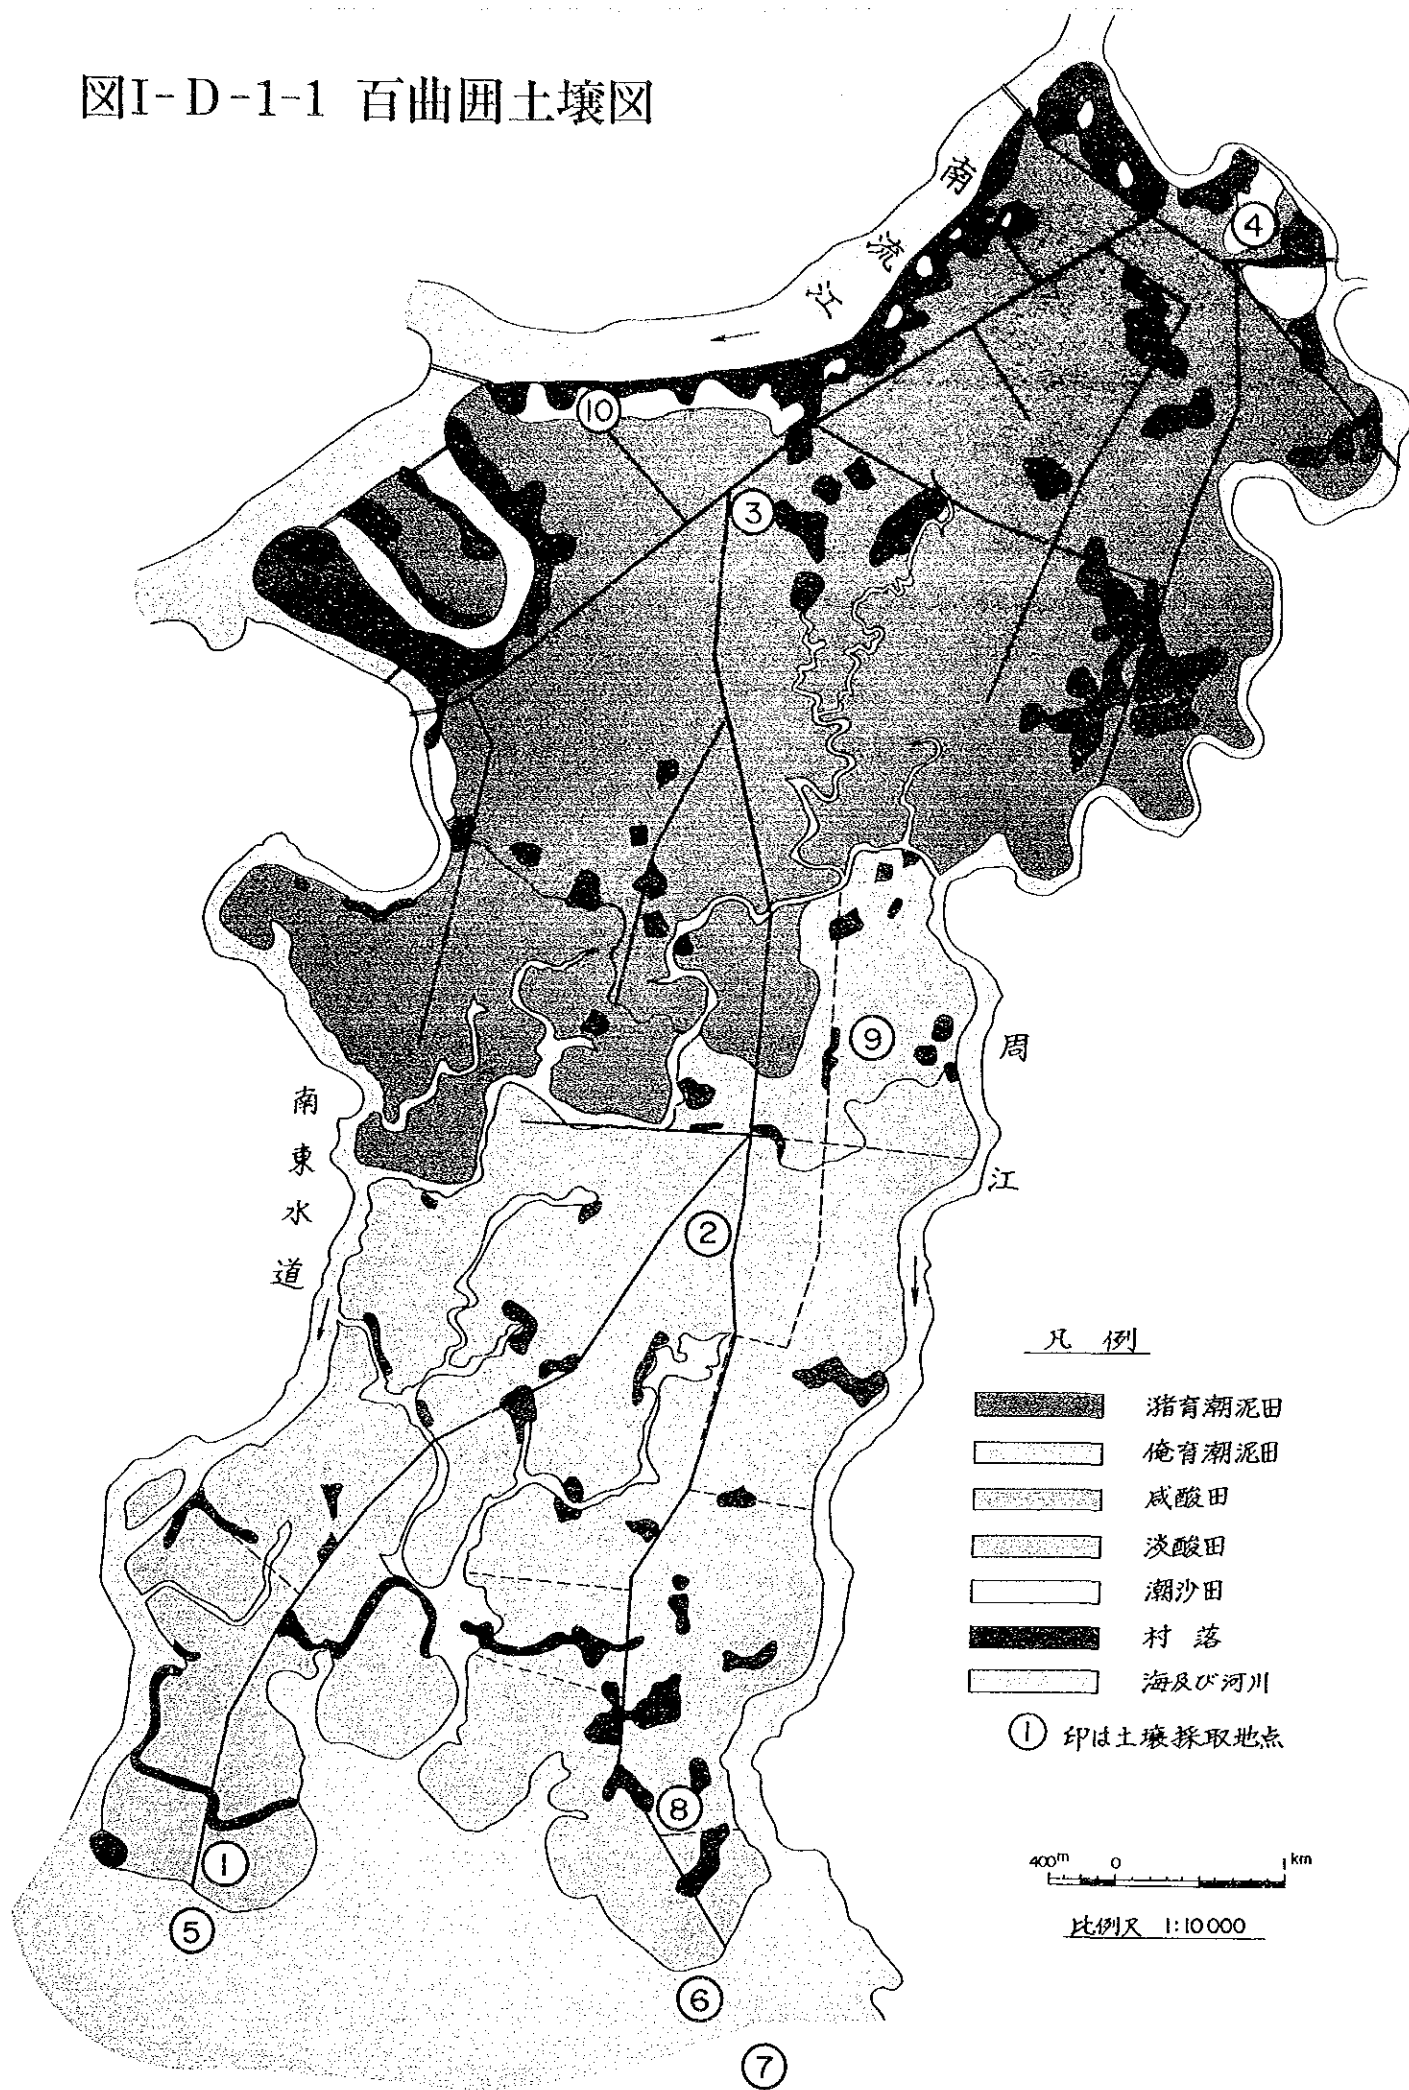 図I-D-1-1 百曲囲土壌図
南流江
④
⑩
③
⑨
周江
南東水道
②
凡 例
潴育潮泥田
俺育潮泥田
咸酸田
淡酸田
潮沙田
村 落
海及び河川
① 印は土壌採取地点
⑧
①
⑤
⑥
⑦
400m 0 1km
比例尺 1:10000